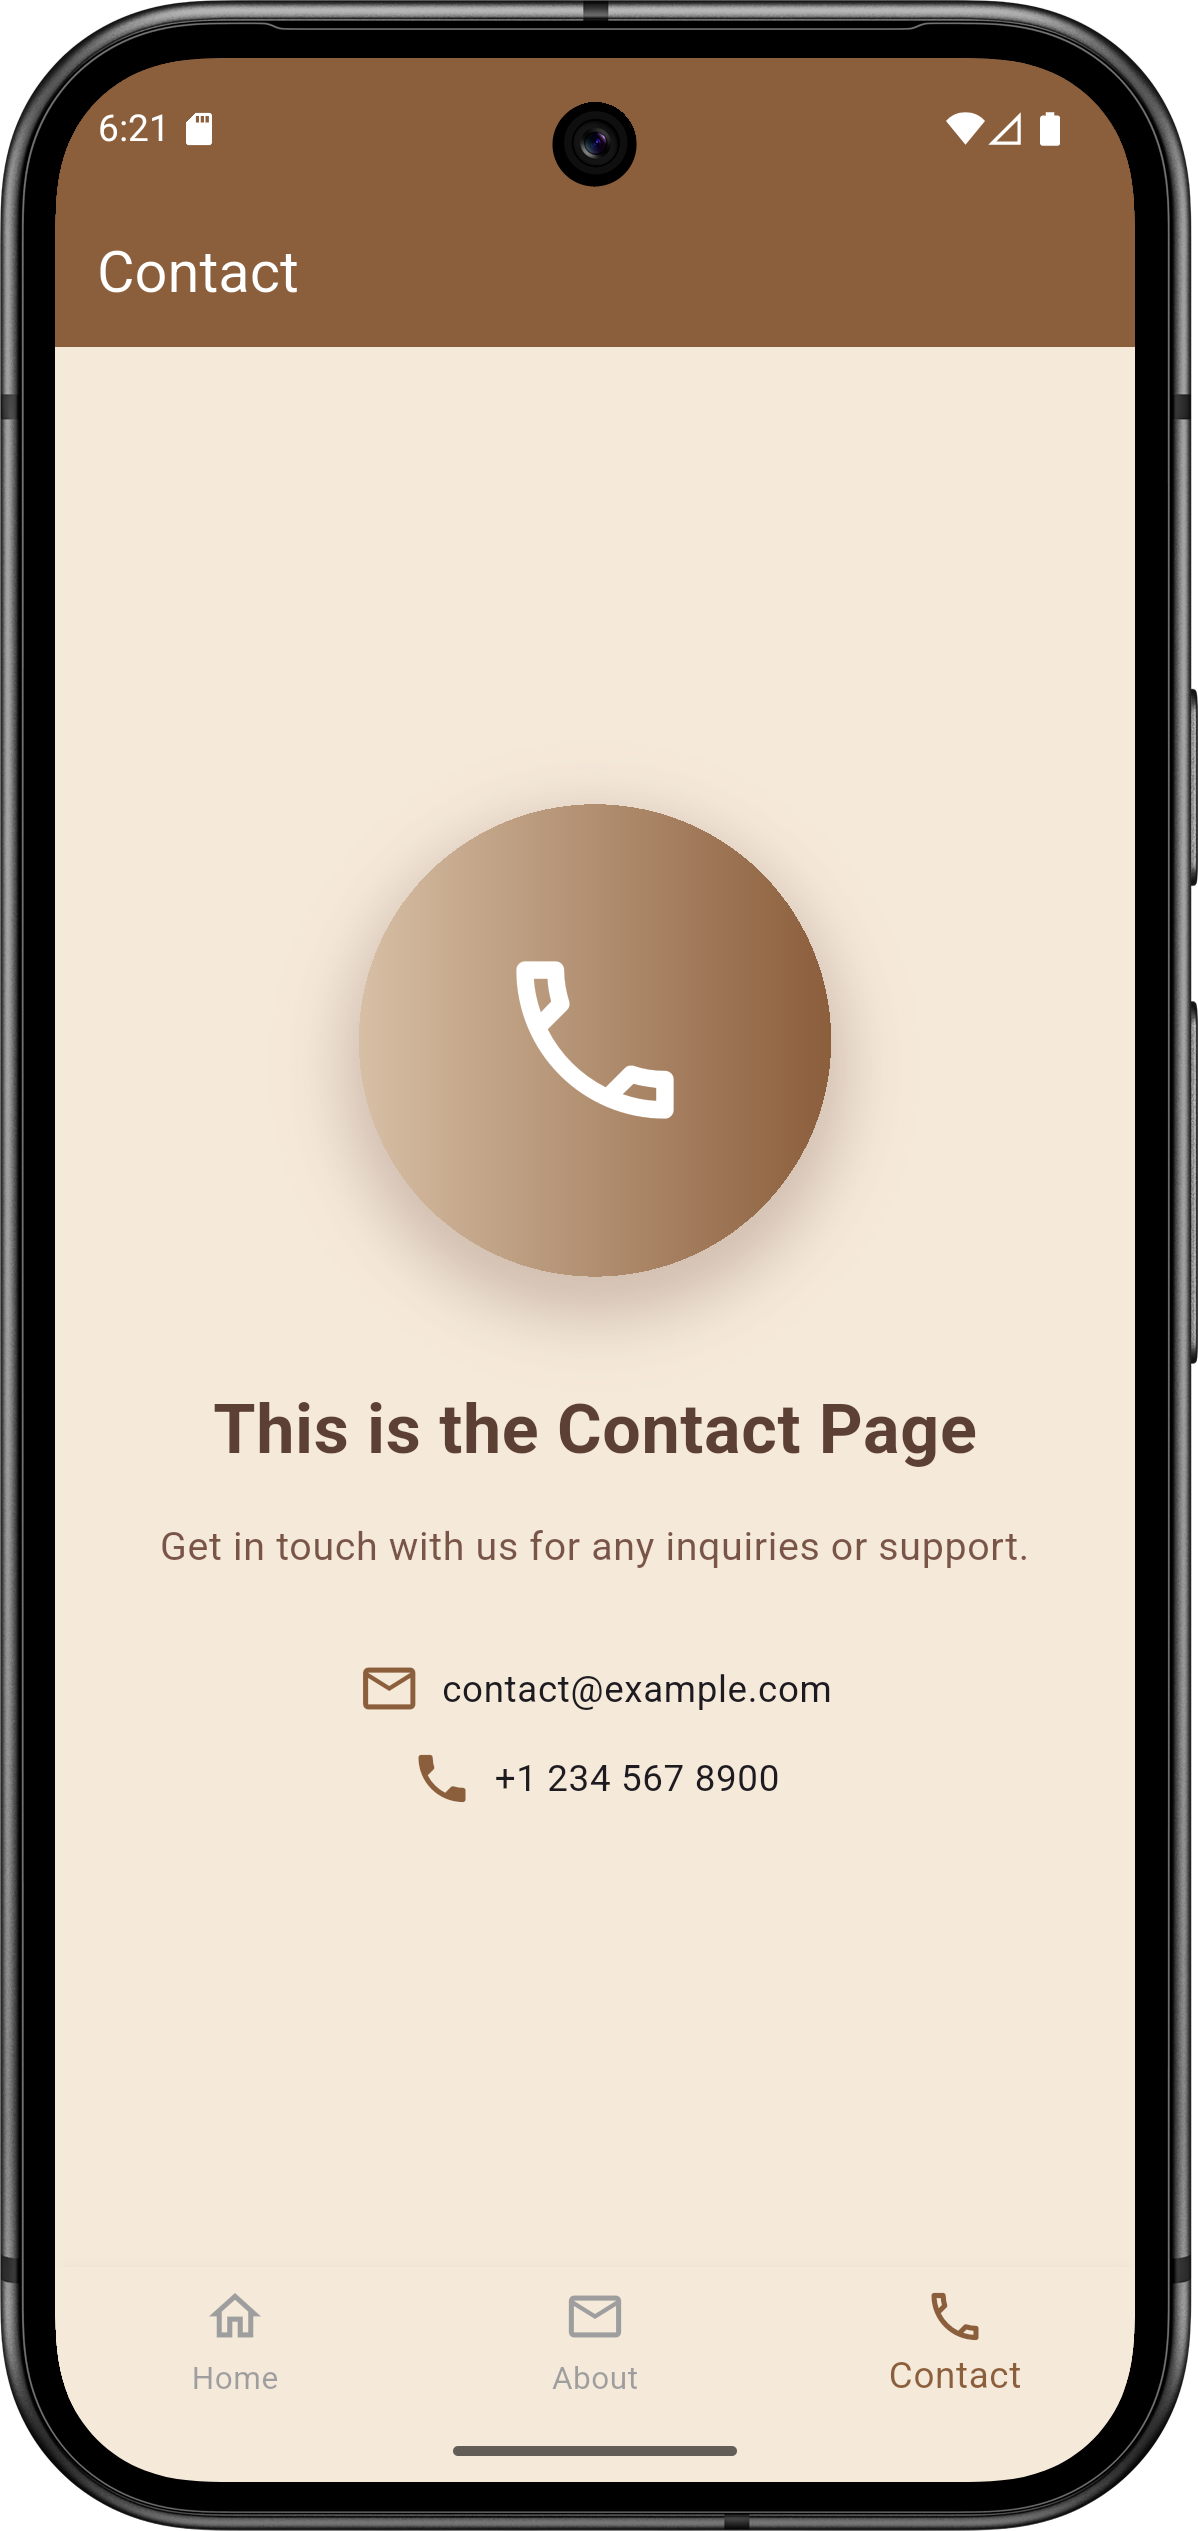 6:21
Contact
This is the Contact Page
Get in touch with us for any inquiries or support.
contact@example.com
+1 234 567 8900
Home
About
Contact